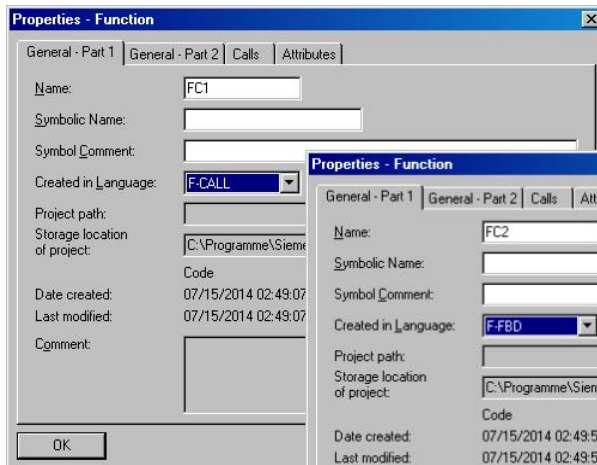 Properties - Function
General - Part 1 General - Part 2 Calls Attributes
Name: FC1
Symbolic Name:
Symbol Comment:
Created in Language: F-CALL
Project path:
Storage location
of project: C:\Programme\Sieme
Code
Date created: 07/15/2014 02:49:07
Last modified: 07/15/2014 02:49:07
Comment:
OK
Properties - Function
General - Part 1 General - Part 2 Calls Att
Name: FC2
Symbolic Name:
Symbol Comment:
Created in Language: F-FBD
Project path:
Storage location
of project: C:\Programme\Sien
Code
Date created: 07/15/2014 02:49:5
Last modified: 07/15/2014 02:49:5